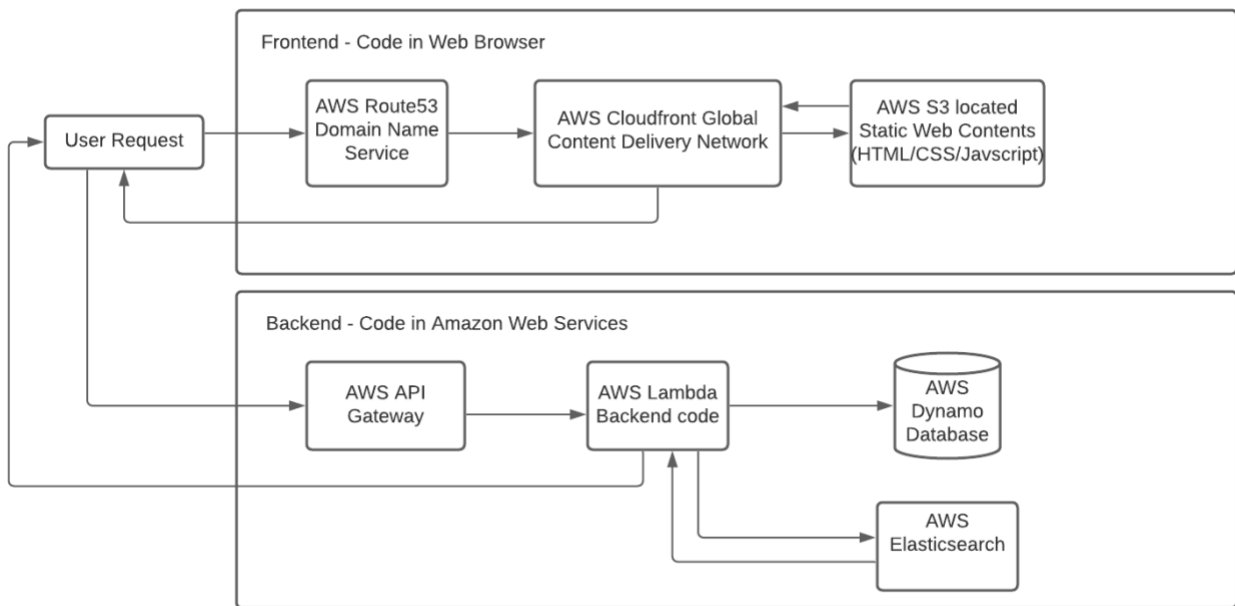 Frontend - Code in Web Browser
User Request
AWS Route53
Domain Name
Service
AWS Cloudfront Global
Content Delivery Network
AWS S3 located
Static Web Contents
(HTML/CSS/Javscript)
Backend - Code in Amazon Web Services
AWS API
Gateway
AWS Lambda
Backend code
AWS
Dynamo
Database
AWS
Elasticsearch